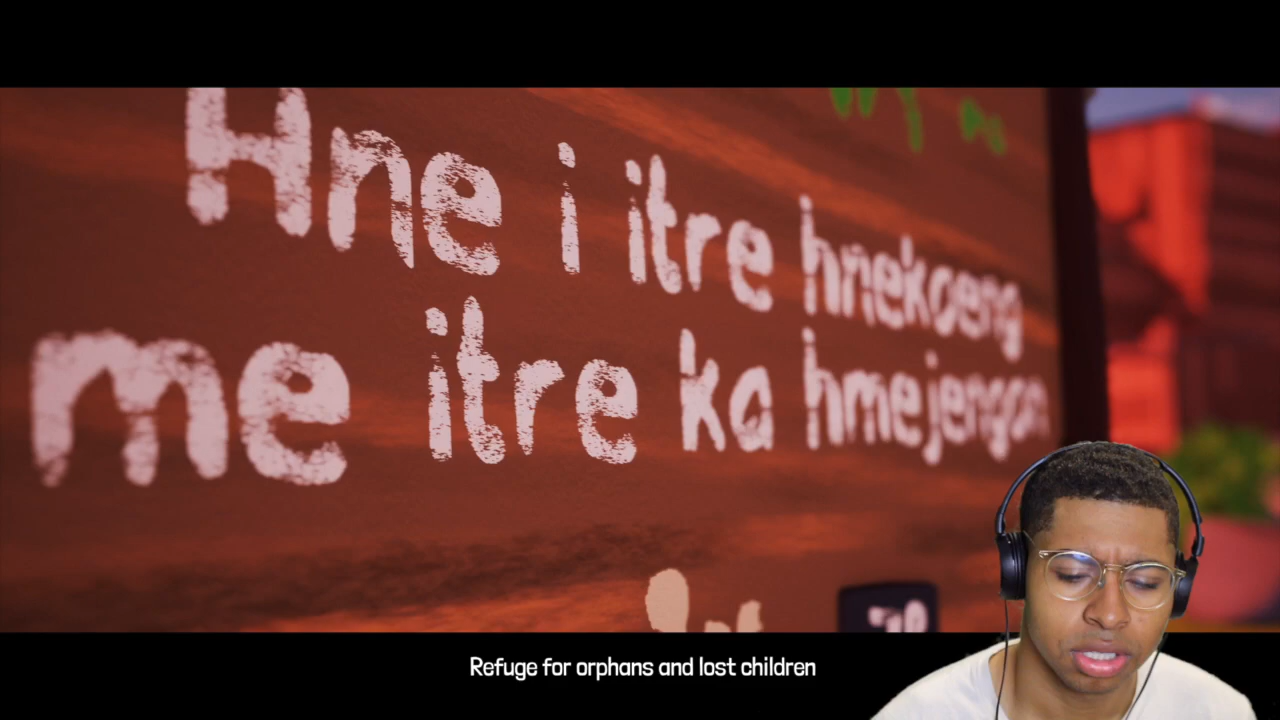 Hne i itre hnekoeng
me itre ka hmejengon
Refuge for orphans and lost children